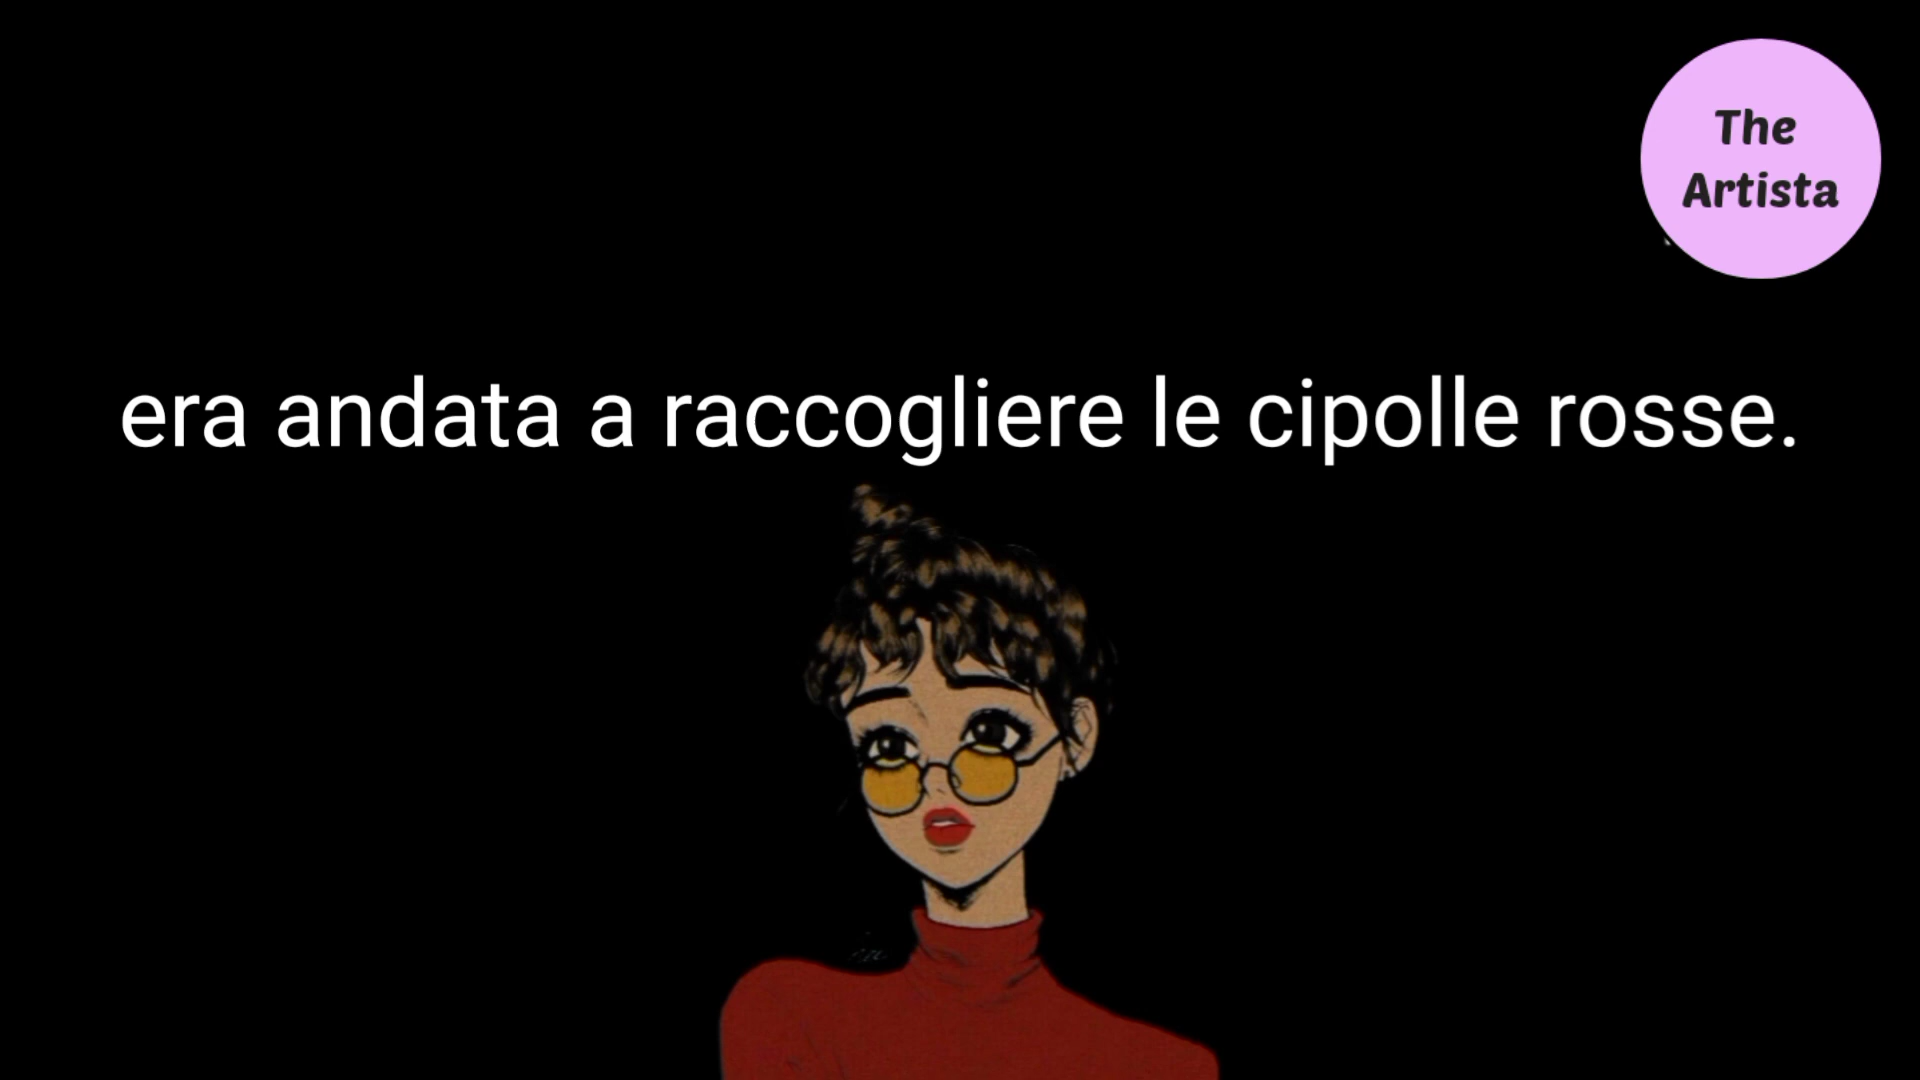 The
Artista
era andata a raccogliere le cipolle rosse.